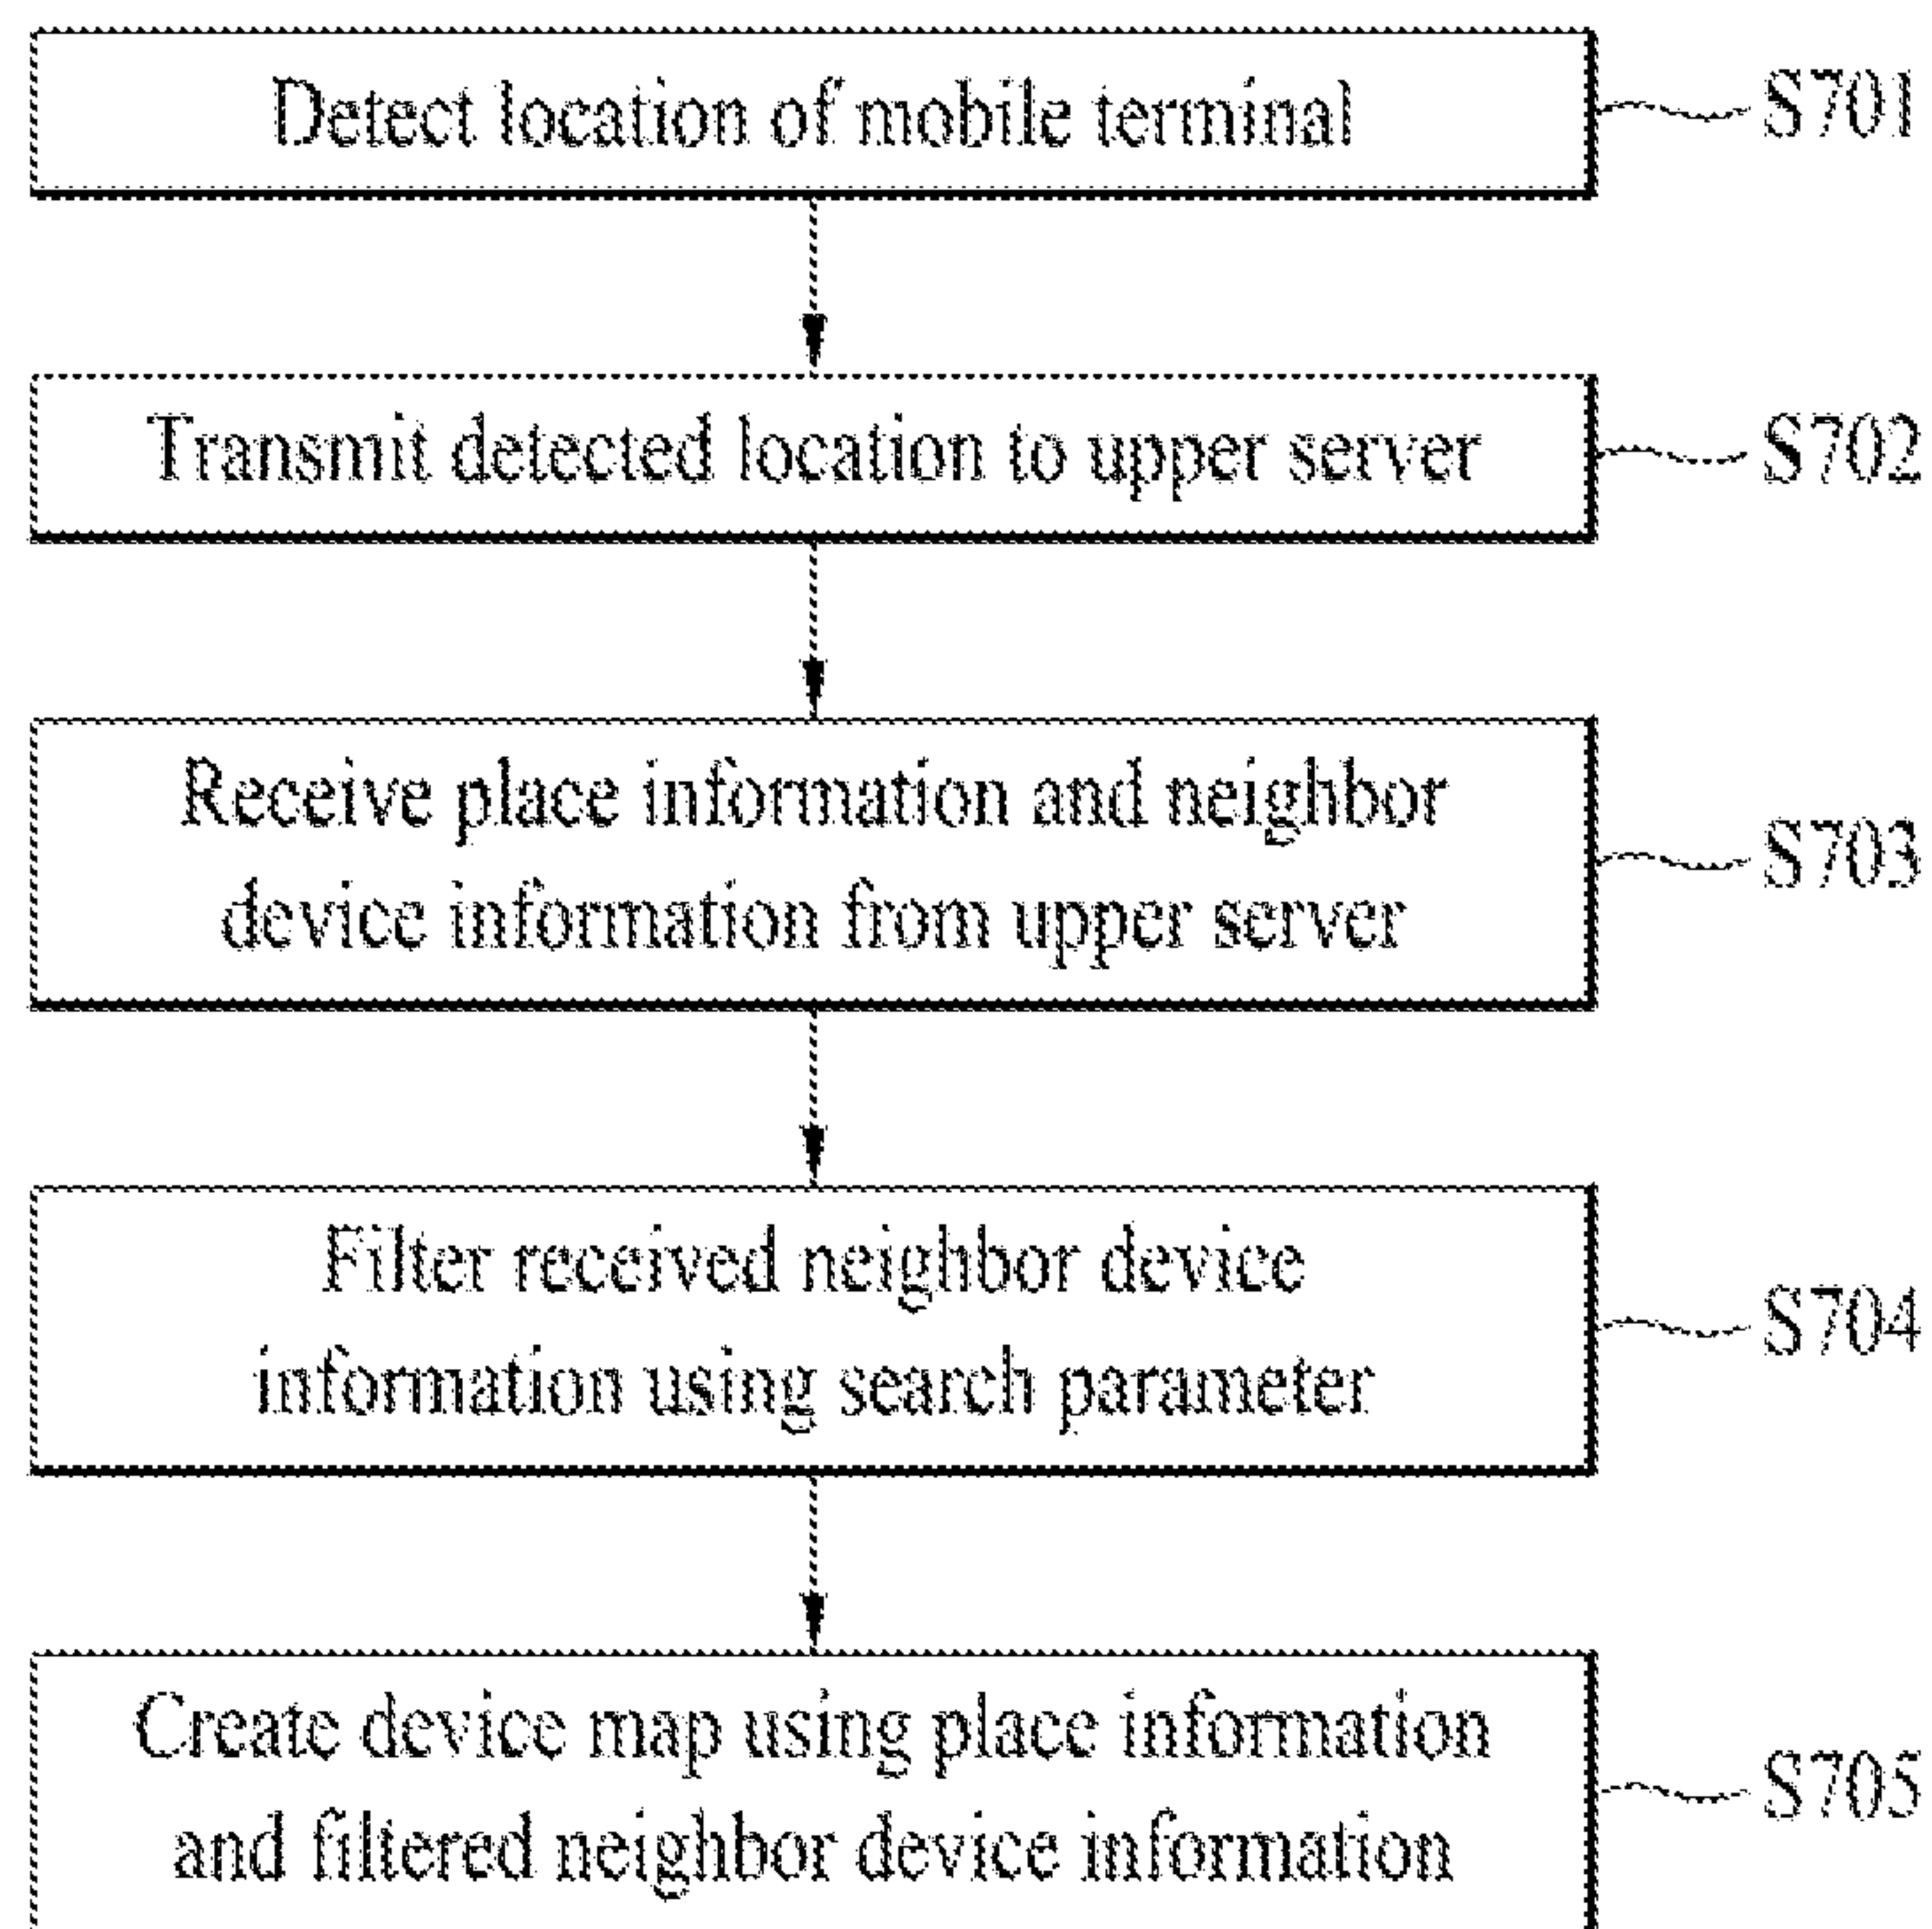 Detect location of mobile terminal
S701
Transmit detected location to upper server
S702
Receive place information and neighbor
device information from upper server
S703
Filter received neighbor device
information using search parameter
S704
Create device map using place information
and filtered neighbor device information
S705